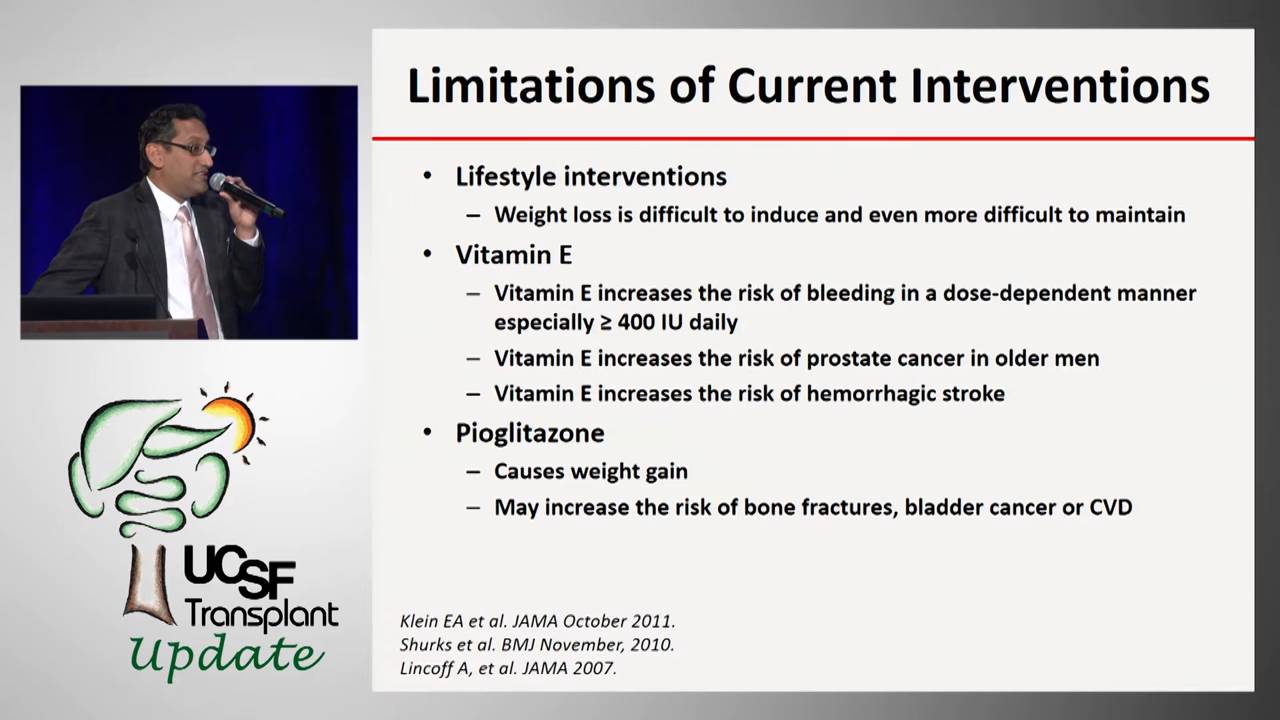 Limitations of Current Interventions
• Lifestyle interventions
– Weight loss is difficult to induce and even more difficult to maintain
• Vitamin E
– Vitamin E increases the risk of bleeding in a dose-dependent manner
especially ≥ 400 IU daily
– Vitamin E increases the risk of prostate cancer in older men
– Vitamin E increases the risk of hemorrhagic stroke
• Pioglitazone
– Causes weight gain
– May increase the risk of bone fractures, bladder cancer or CVD
Klein EA et al. JAMA October 2011.
Shurks et al. BMJ November, 2010.
Lincoff A, et al. JAMA 2007.
UCSF
Transplant
Update